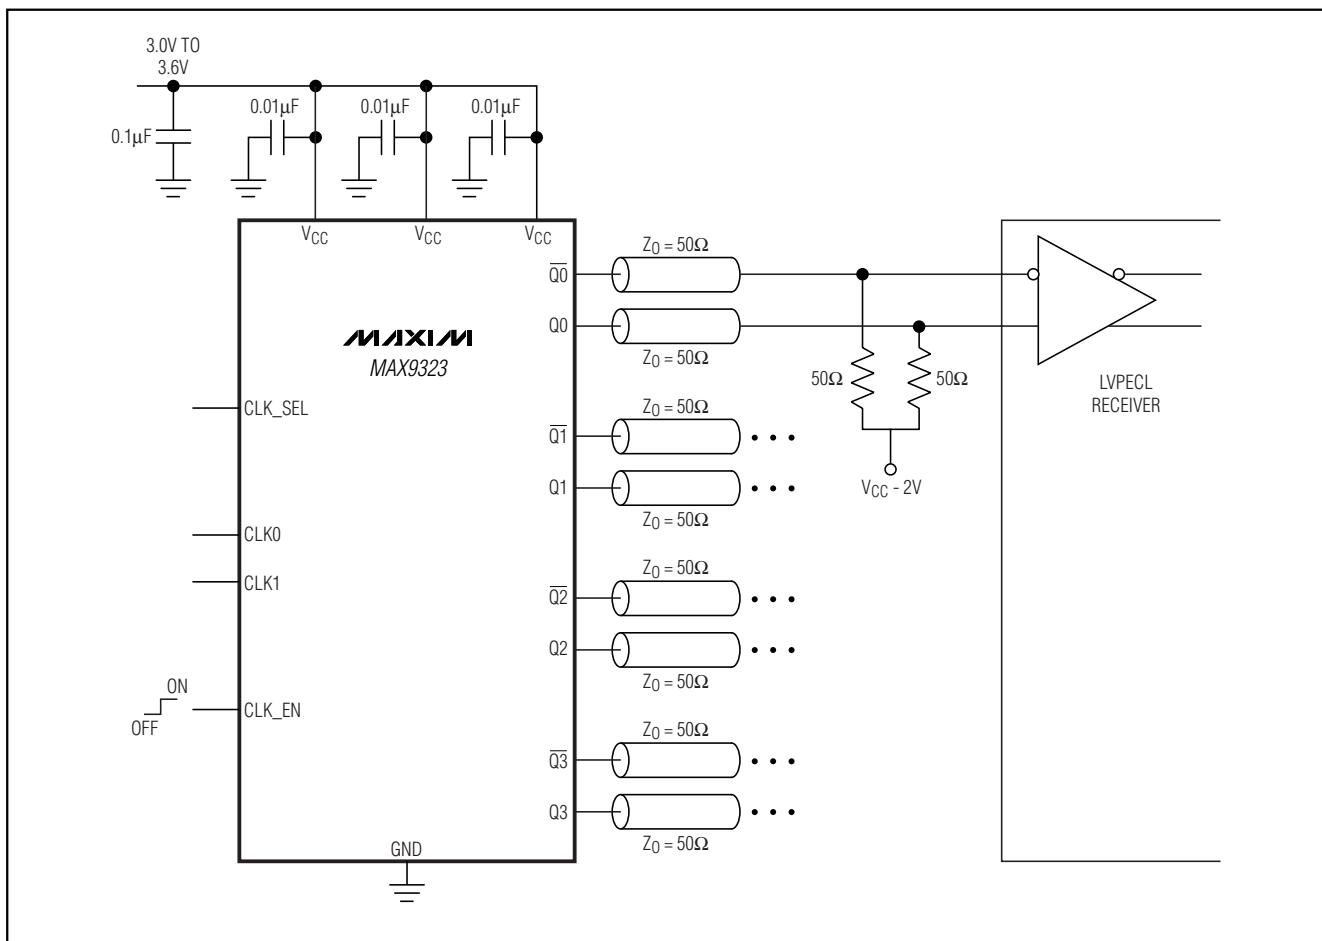 3.0V TO
3.6V
0.1µF
0.01µF
0.01µF
0.01µF
VCC
VCC
VCC
MAXIM
MAX9323
CLK_SEL
CLK0
CLK1
ON
OFF
CLK_EN
GND
Q0
Q0
Q1
Q1
Q2
Q2
Q3
Q3
Z0 = 50Ω
Z0 = 50Ω
Z0 = 50Ω
Z0 = 50Ω
Z0 = 50Ω
Z0 = 50Ω
Z0 = 50Ω
Z0 = 50Ω
50Ω
50Ω
VCC - 2V
LVPECL
RECEIVER